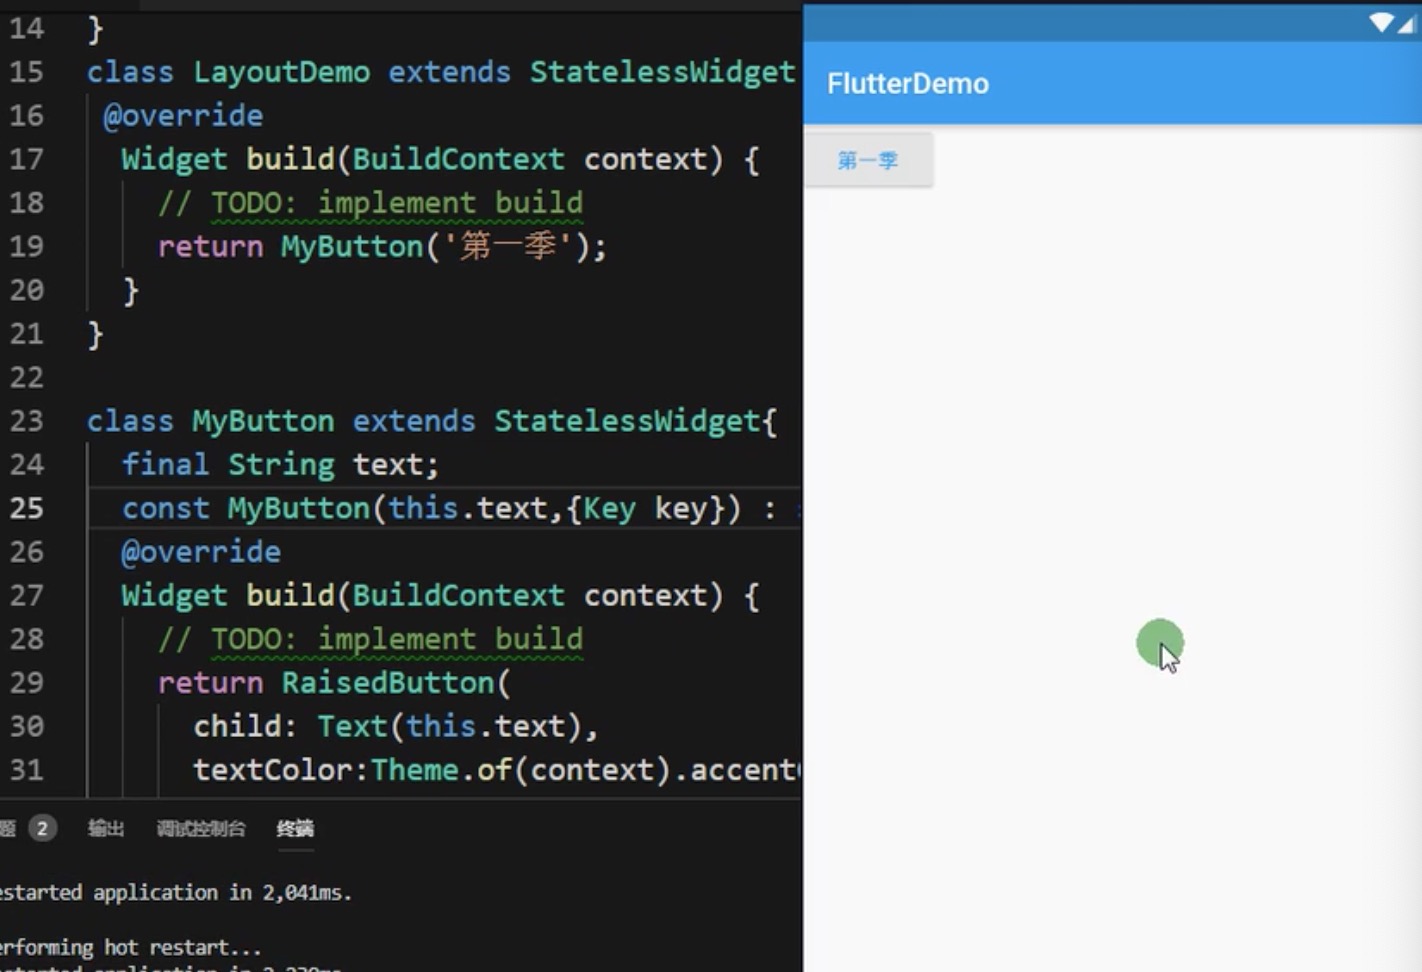 14 }
15 class LayoutDemo extends StatelessWidget
16 @override
17 Widget build(BuildContext context) {
18 // TODO: implement build
19 return MyButton('第一季');
20 }
21 }
22
23 class MyButton extends StatelessWidget{
24 final String text;
25 const MyButton(this.text,{Key key}) :
26 @override
27 Widget build(BuildContext context) {
28 // TODO: implement build
29 return RaisedButton(
30 child: Text(this.text),
31 textColor:Theme.of(context).accent
题 2 输出 调试控制台 终端
estarted application in 2,041ms.
erforming hot restart...
FlutterDemo
第一季